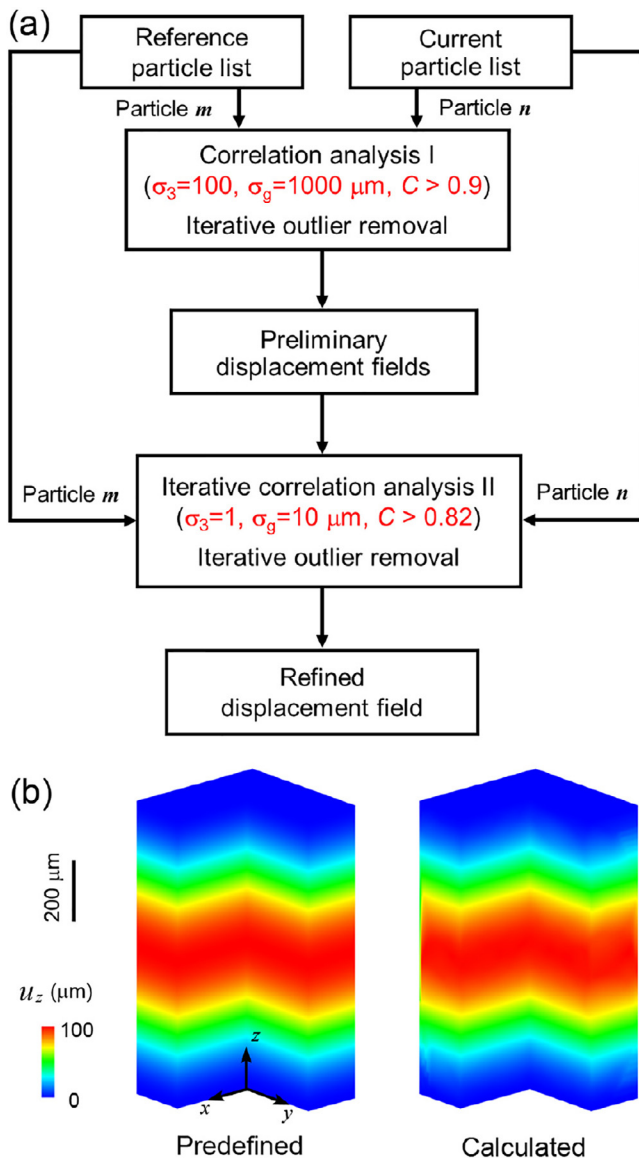 (a)
Reference
particle list
Current
particle list
Particle m
Particle n
Correlation analysis I
(σ3=100, σg=1000 μm, C > 0.9)
Iterative outlier removal
Preliminary
displacement fields
Particle m
Particle n
Iterative correlation analysis II
(σ3=1, σg=10 μm, C > 0.82)
Iterative outlier removal
Refined
displacement field
(b)
200 μm
uz (μm)
100
0
z
x
y
Predefined
Calculated